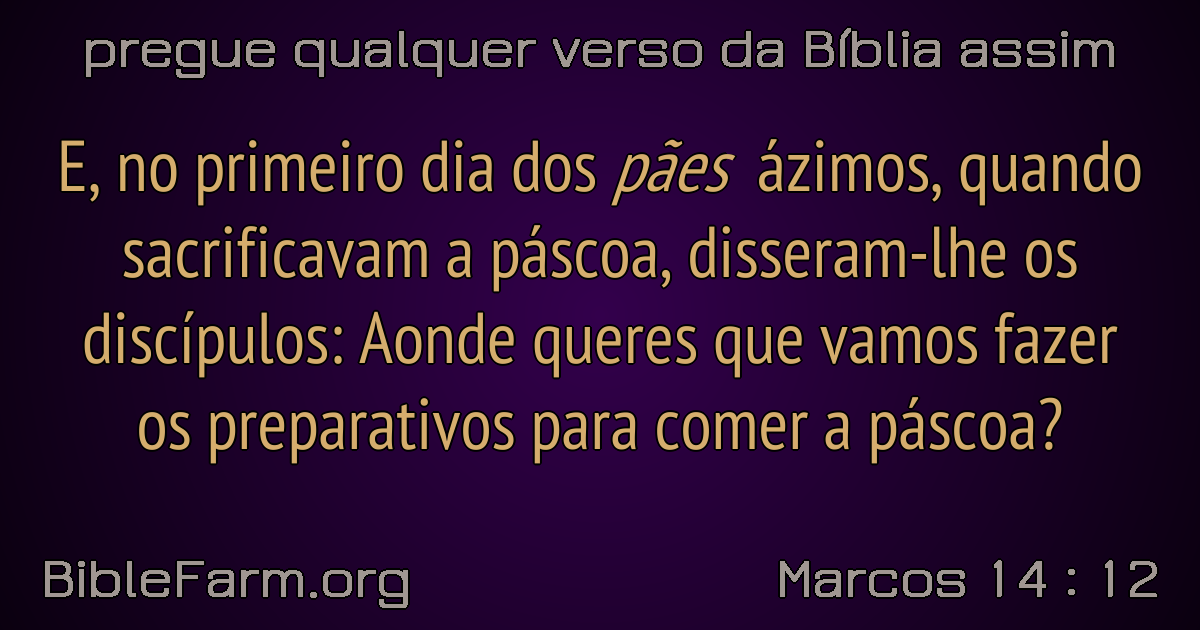 pregue qualquer verso da Bíblia assim
E, no primeiro dia dos pães ázimos, quando
sacrificavam a páscoa, disseram-lhe os
discípulos: Aonde queres que vamos fazer
os preparativos para comer a páscoa?
BibleFarm.org
Marcos 14 : 12